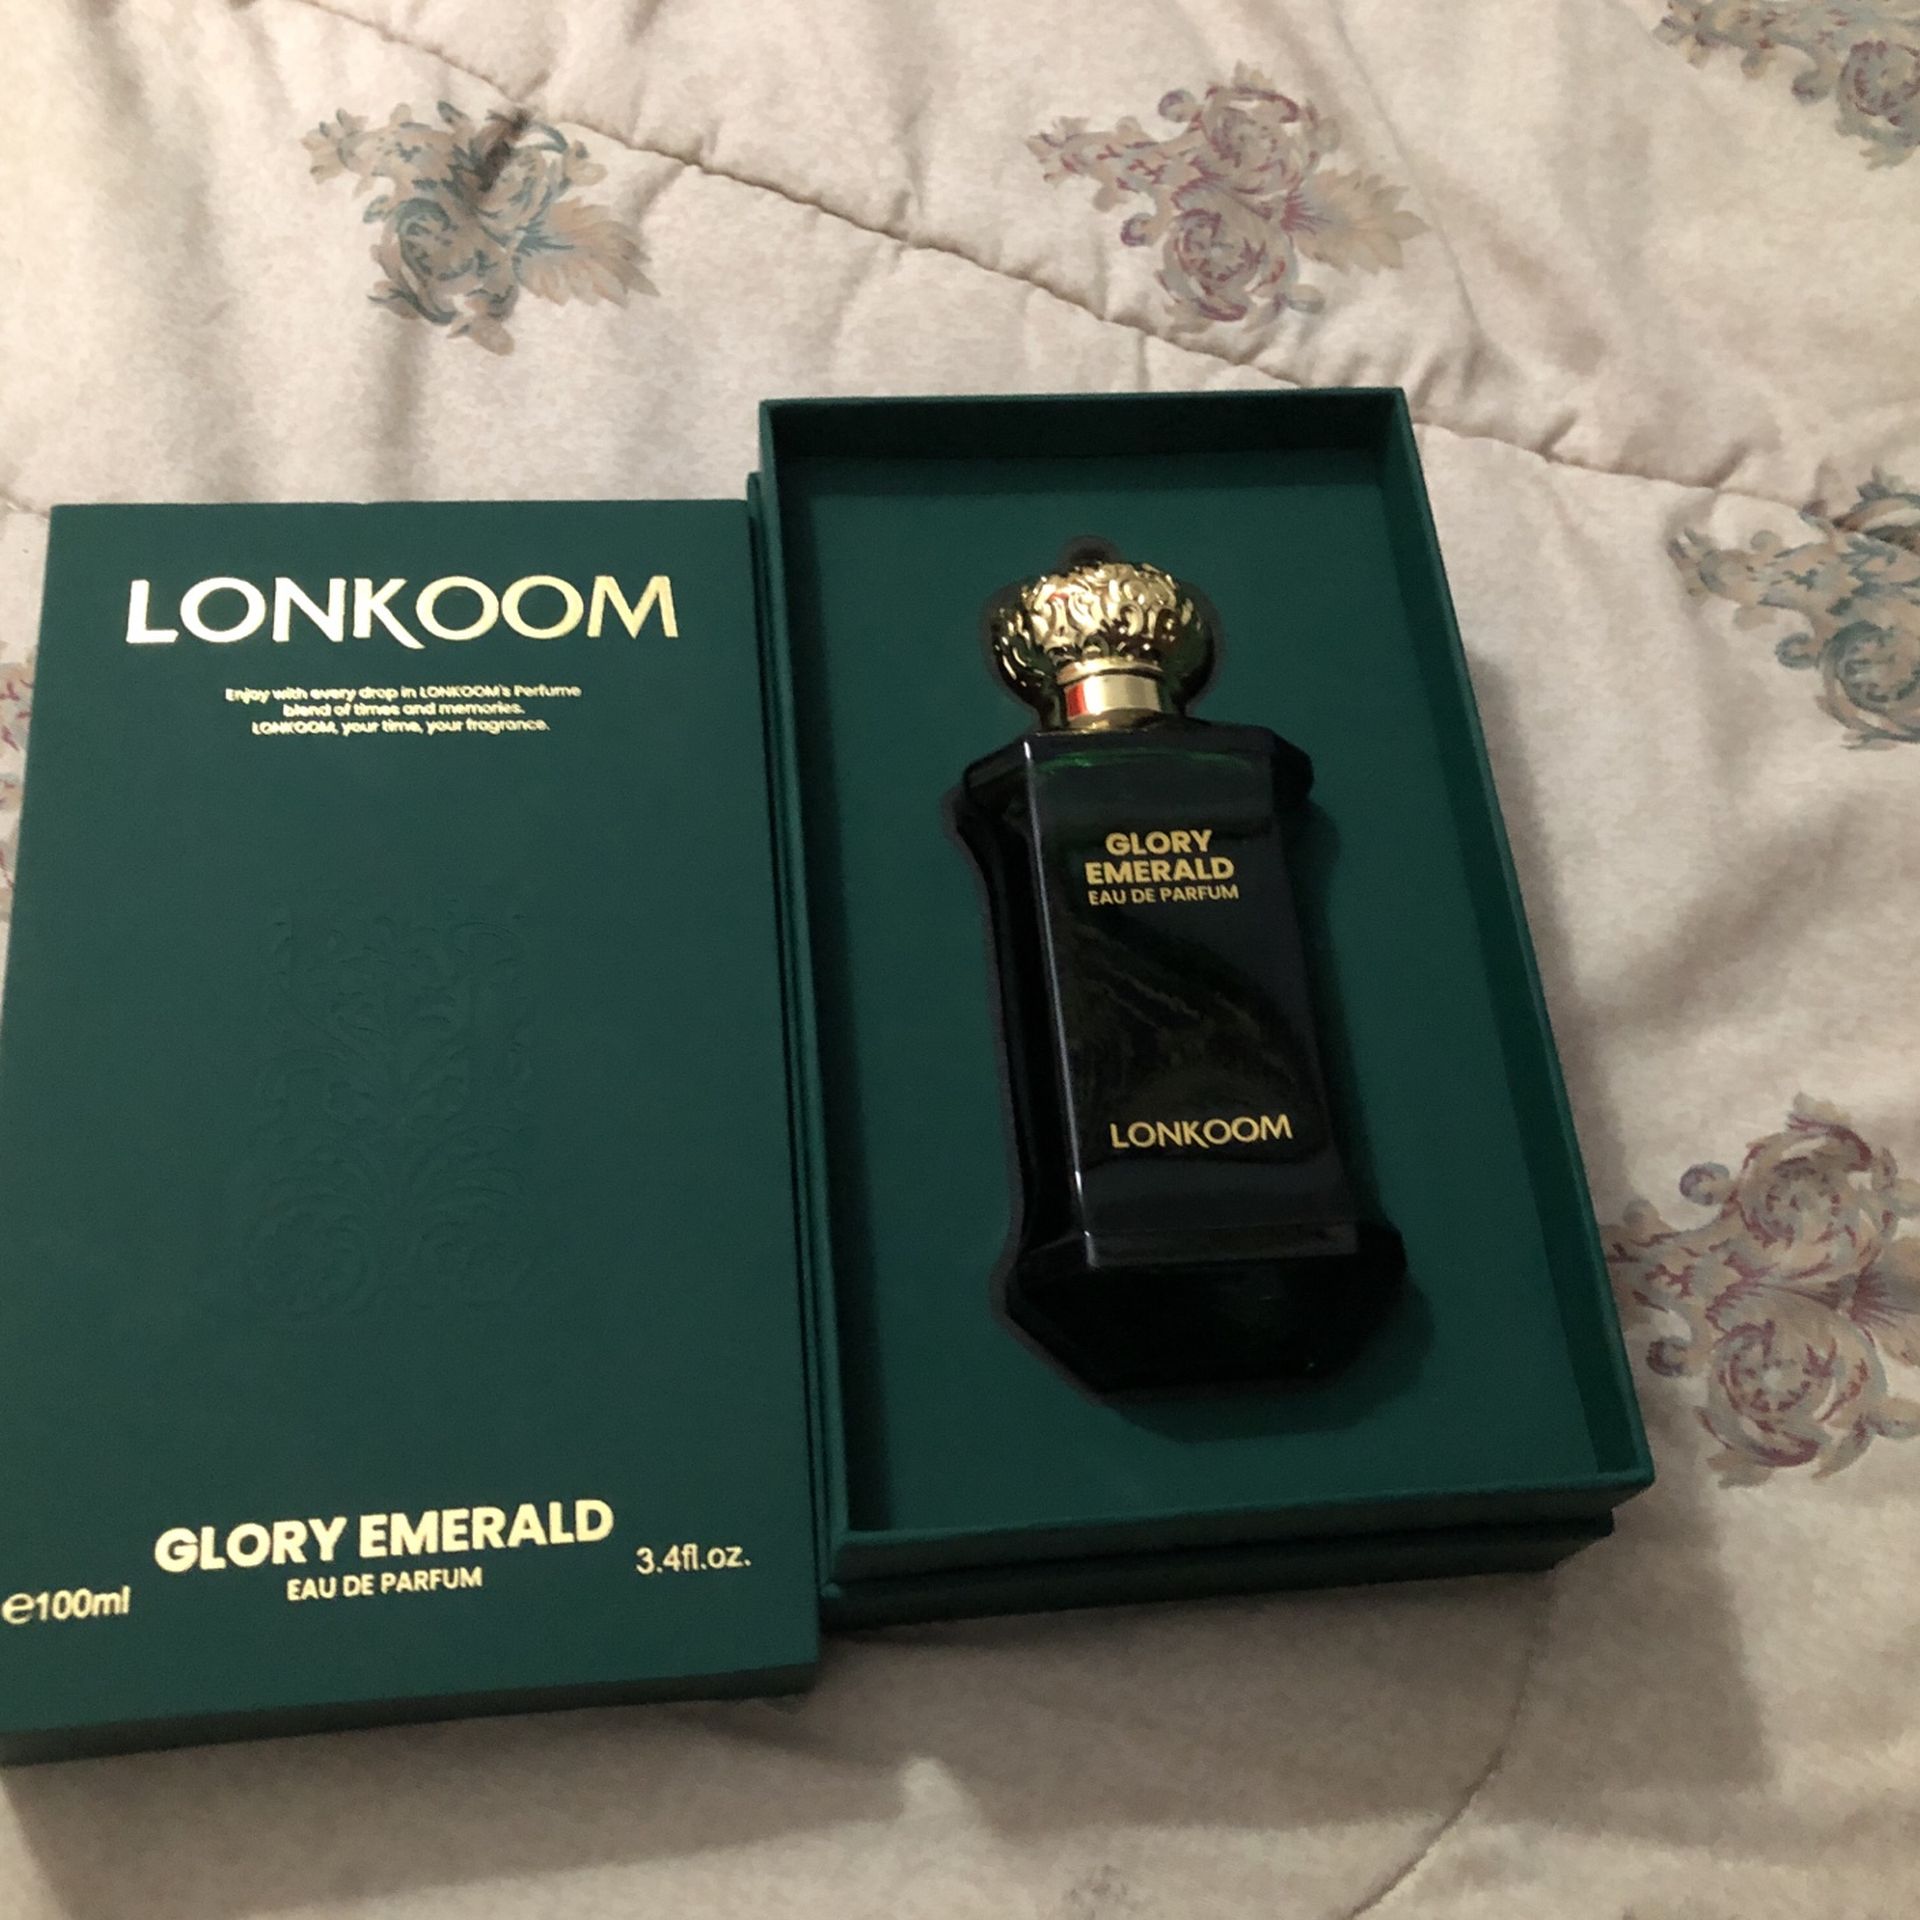 LONKOOM
Enjoy with every drop in LONKOOM's Perfume
blend of times and memories.
LONKOOM, your time, your fragrance.
GLORY EMERALD
EAU DE PARFUM
e100ml
3.4fl.oz.
GLORY
EMERALD
EAU DE PARFUM
LONKOOM